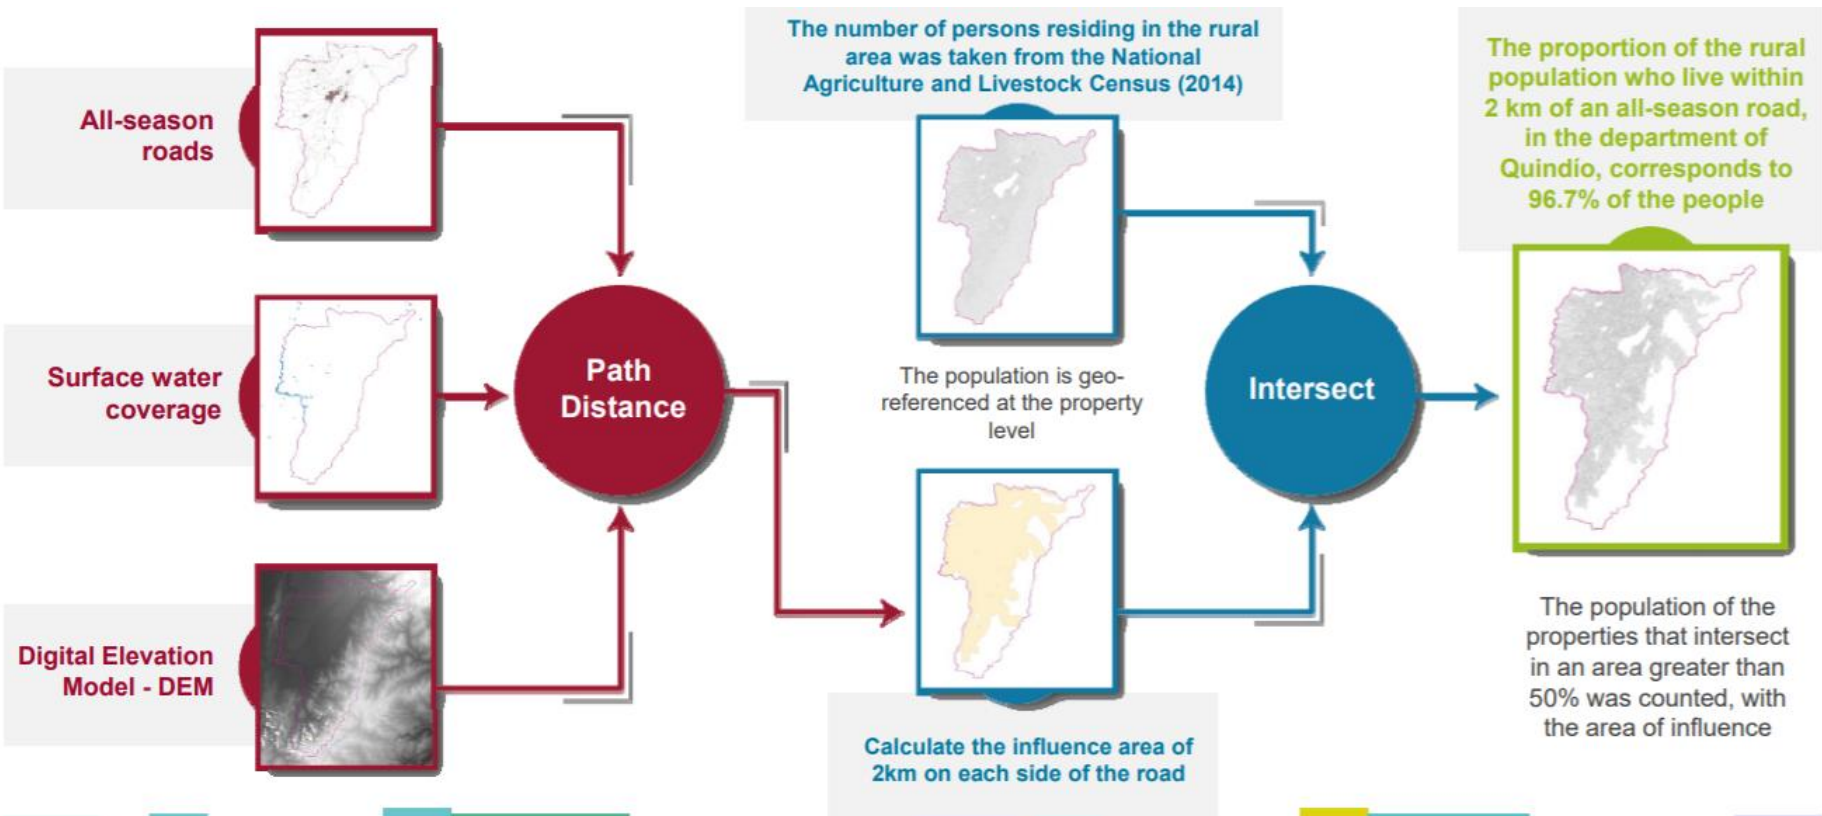 All-season
roads
Surface water
coverage
Digital Elevation
Model - DEM
Path
Distance
The number of persons residing in the rural
area was taken from the National
Agriculture and Livestock Census (2014)
The population is geo-
referenced at the property
level
Calculate the influence area of
2km on each side of the road
Intersect
The proportion of the rural
population who live within
2 km of an all-season road,
in the department of
Quindío, corresponds to
96.7% of the people
The population of the
properties that intersect
in an area greater than
50% was counted, with
the area of influence